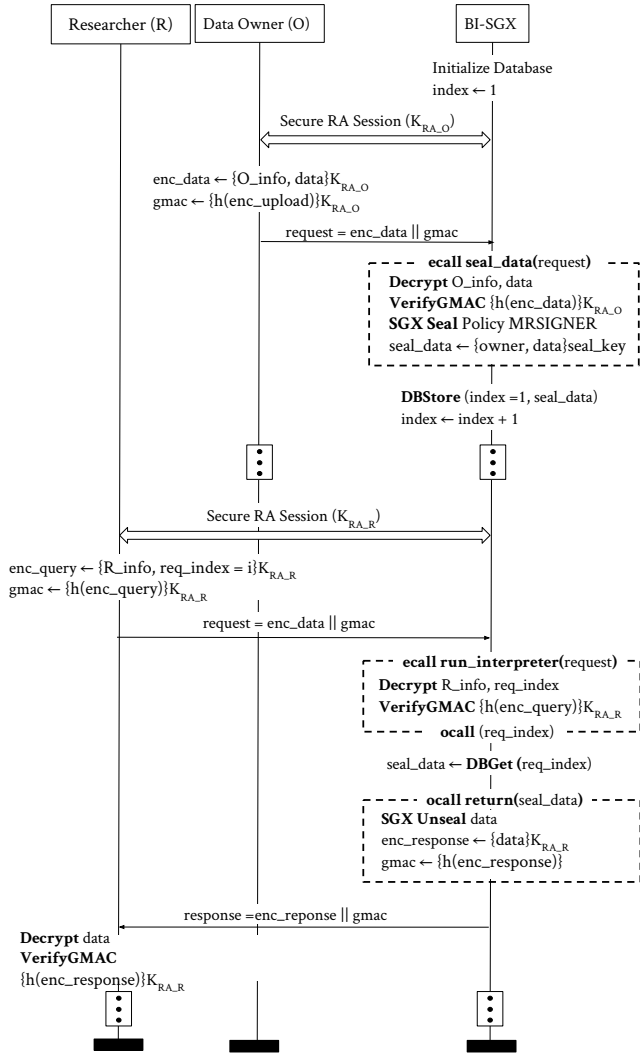 Researcher (R)
Data Owner (O)
BI-SGX
Initialize Database
index ← 1
Secure RA Session (K_RA_O)
enc_data ← {O_info, data}K_RA_O
gmac ← {h(enc_upload)}K_RA_O
request = enc_data || gmac
ecall seal_data(request)
Decrypt O_info, data
VerifyGMAC {h(enc_data)}K_RA_O
SGX Seal Policy MRSIGNER
seal_data ← {owner, data}seal_key
DBStore (index =1, seal_data)
index ← index + 1
Secure RA Session (K_RA_R)
enc_query ← {R_info, req_index = i}K_RA_R
gmac ← {h(enc_query)}K_RA_R
request = enc_data || gmac
ecall run_interpreter(request)
Decrypt R_info, req_index
VerifyGMAC {h(enc_query)}K_RA_R
ocall (req_index)
seal_data ← DBGet (req_index)
ocall return(seal_data)
SGX Unseal data
enc_response ← {data}K_RA_R
gmac ← {h(enc_response)}
response =enc_reponse || gmac
Decrypt data
VerifyGMAC
{h(enc_response)}K_RA_R